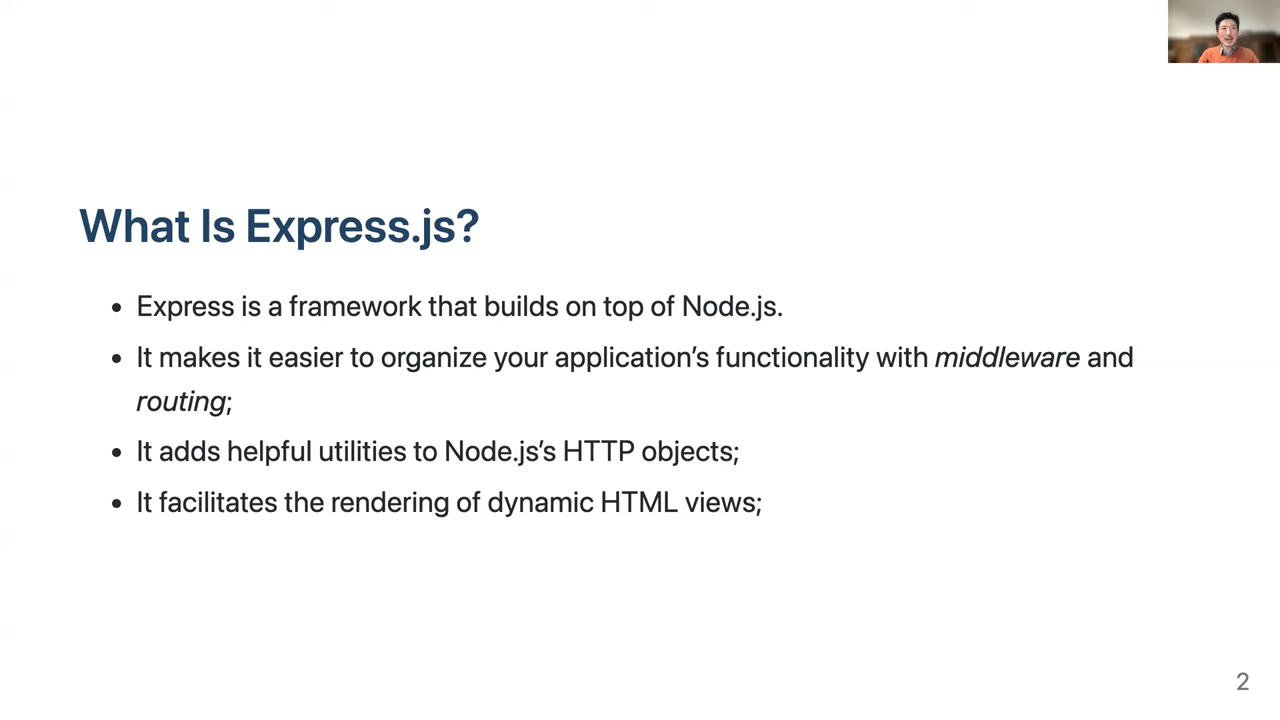 What Is Express.js?
• Express is a framework that builds on top of Node.js.
• It makes it easier to organize your application’s functionality with middleware and
routing;
• It adds helpful utilities to Node.js’s HTTP objects;
• It facilitates the rendering of dynamic HTML views;
2